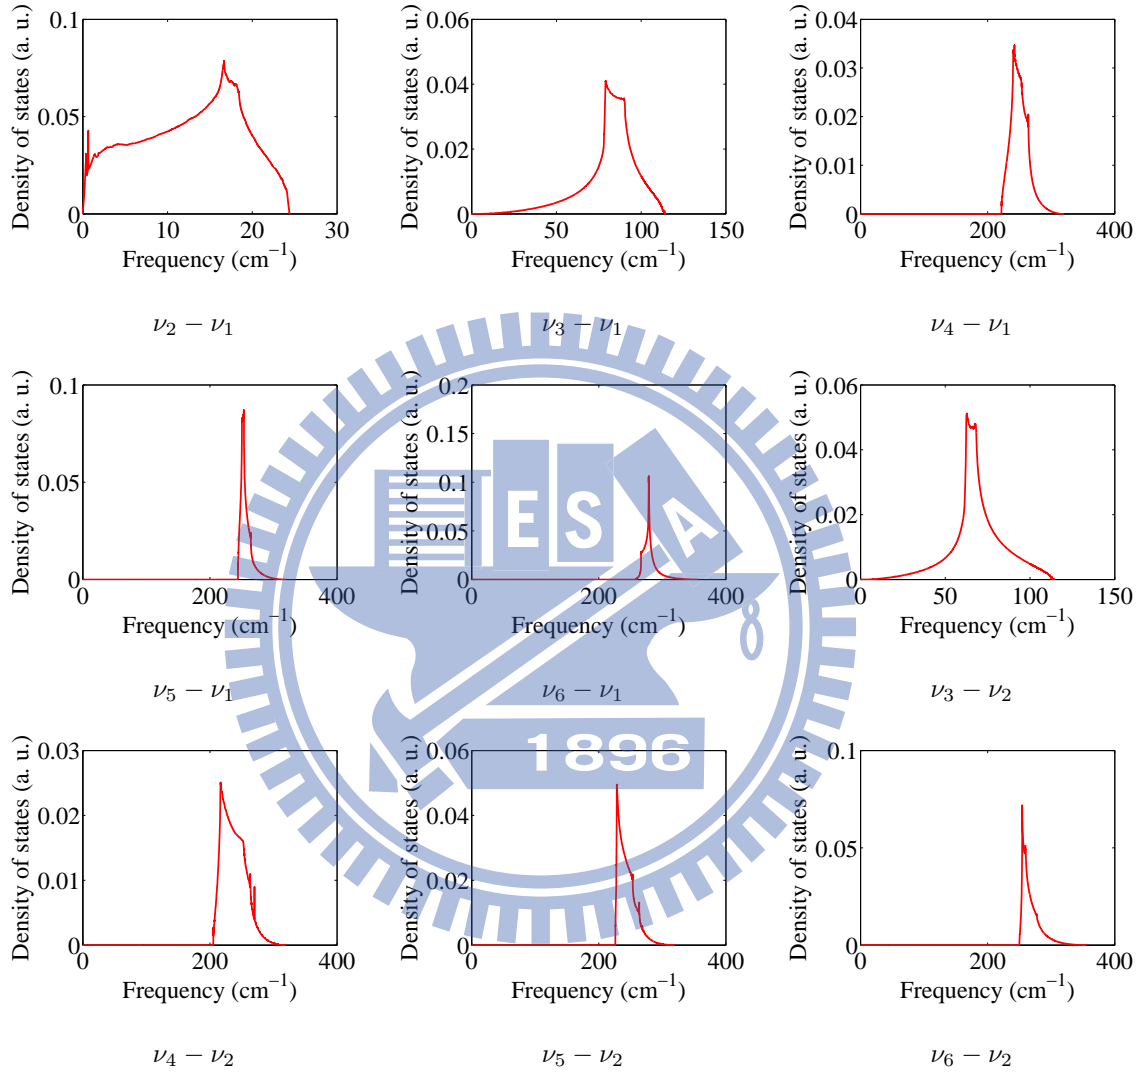 0.1
0.05
0
0 10 20 30
Density of states (a. u.)
Frequency (cm⁻¹)
ν₂ − ν₁
0.06
0.04
0.02
0
0 50 100 150
Density of states (a. u.)
Frequency (cm⁻¹)
ν₃ − ν₁
0.04
0.03
0.02
0.01
0
0 200 400
Density of states (a. u.)
Frequency (cm⁻¹)
ν₄ − ν₁
0.1
0.05
0
0 200 400
Density of states (a. u.)
Frequency (cm⁻¹)
ν₅ − ν₁
0.2
0.15
0.1
0.05
0
0 200 400
Density of states (a. u.)
Frequency (cm⁻¹)
ν₆ − ν₁
0.06
0.04
0.02
0
0 50 100 150
Density of states (a. u.)
Frequency (cm⁻¹)
ν₃ − ν₂
0.03
0.02
0.01
0
0 200 400
Density of states (a. u.)
Frequency (cm⁻¹)
ν₄ − ν₂
0.06
0.04
0.02
0
0 200 400
Density of states (a. u.)
Frequency (cm⁻¹)
ν₅ − ν₂
0.1
0.05
0
0 200 400
Density of states (a. u.)
Frequency (cm⁻¹)
ν₆ − ν₂
E S A
8
1896